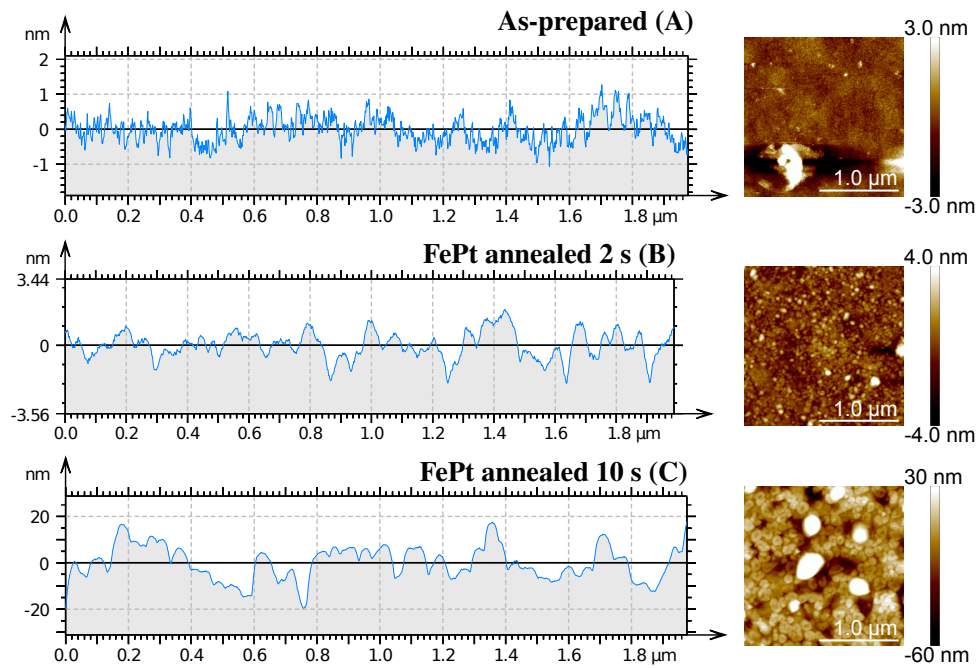 As-prepared (A)
nm
2
1
0
-1
0.0 0.2 0.4 0.6 0.8 1.0 1.2 1.4 1.6 1.8 µm
3.0 nm
1.0 µm
-3.0 nm
FePt annealed 2 s (B)
3.44
0
-3.56
0.0 0.2 0.4 0.6 0.8 1.0 1.2 1.4 1.6 1.8 µm
4.0 nm
1.0 µm
-4.0 nm
FePt annealed 10 s (C)
nm
20
0
-20
0.0 0.2 0.4 0.6 0.8 1.0 1.2 1.4 1.6 1.8 µm
30 nm
1.0 µm
-60 nm